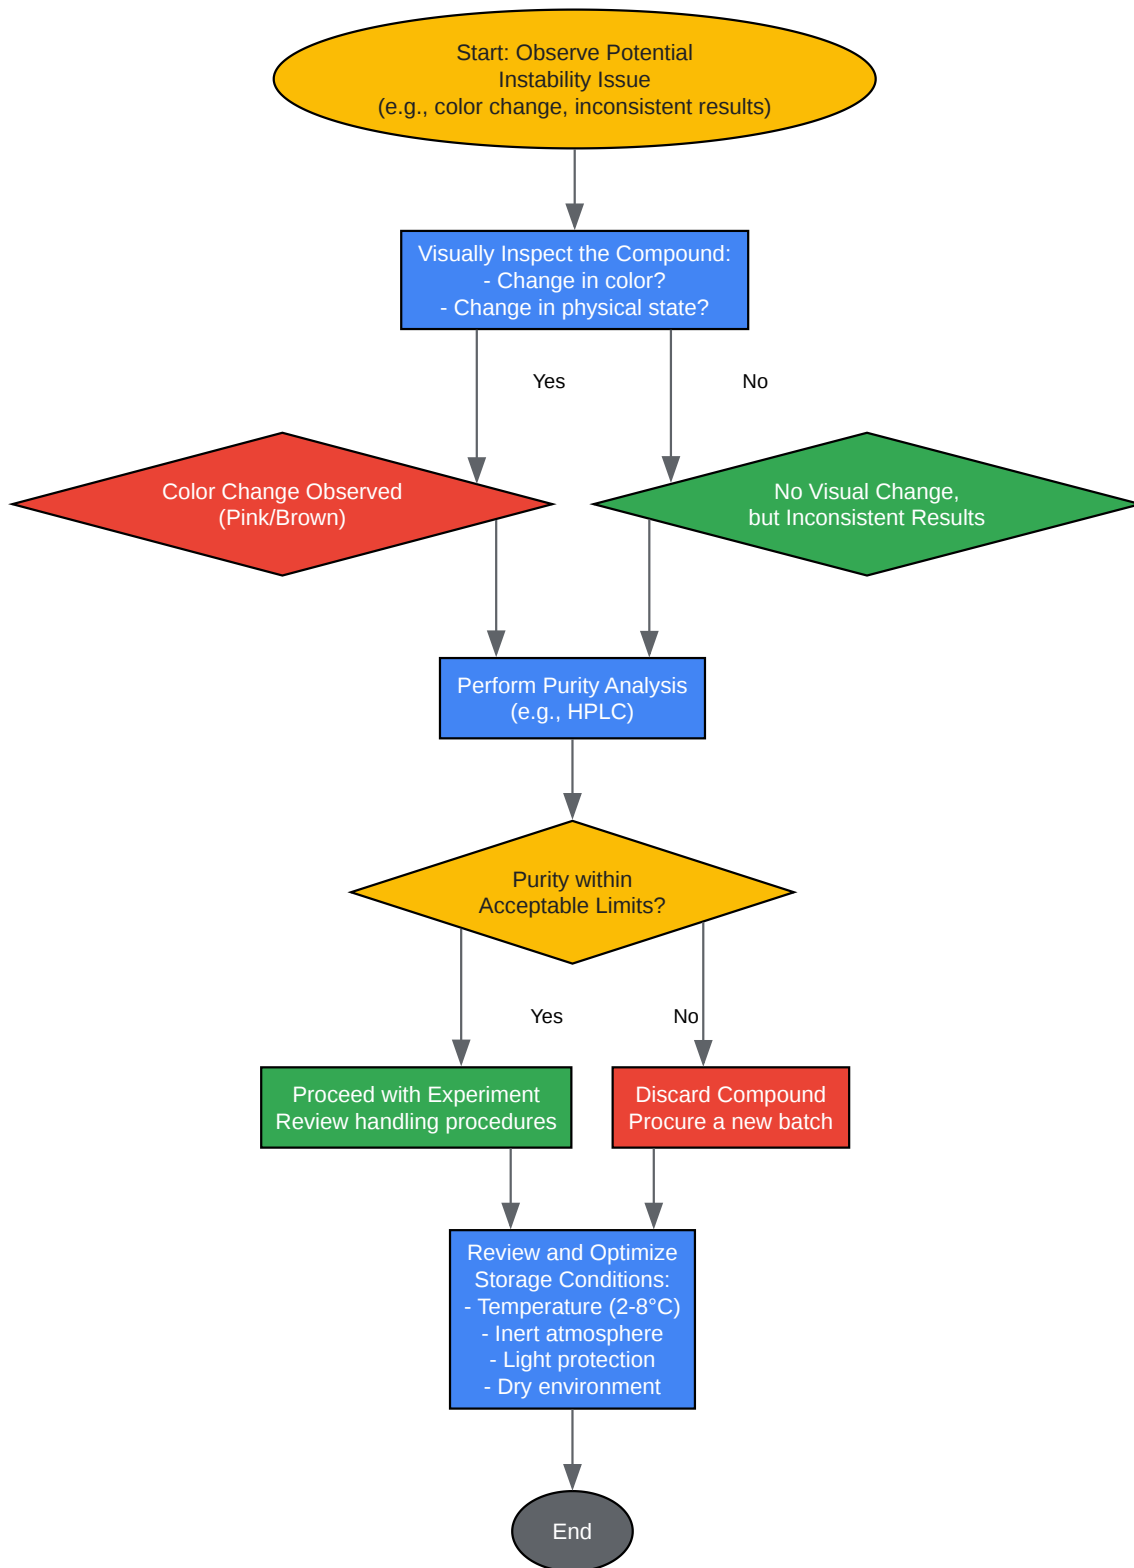 Start: Observe Potential
Instability Issue
(e.g., color change, inconsistent results)
Visually Inspect the Compound:
- Change in color?
- Change in physical state?
Yes
No
Color Change Observed
(Pink/Brown)
No Visual Change,
but Inconsistent Results
Perform Purity Analysis
(e.g., HPLC)
Purity within
Acceptable Limits?
Yes
No
Proceed with Experiment
Review handling procedures
Discard Compound
Procure a new batch
Review and Optimize
Storage Conditions:
- Temperature (2-8°C)
- Inert atmosphere
- Light protection
- Dry environment
End